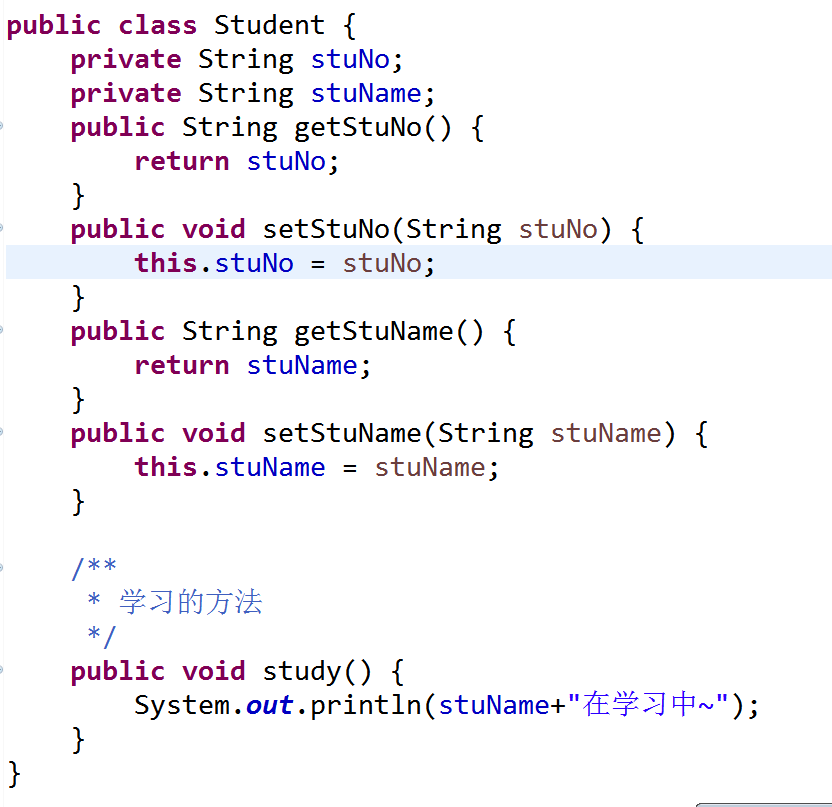 public class Student {
    private String stuNo;
    private String stuName;
    public String getStuNo() {
        return stuNo;
    }
    public void setStuNo(String stuNo) {
        this.stuNo = stuNo;
    }
    public String getStuName() {
        return stuName;
    }
    public void setStuName(String stuName) {
        this.stuName = stuName;
    }

    /**
     * 学习的方法
     */
    public void study() {
        System.out.println(stuName+"在学习中~");
    }
}